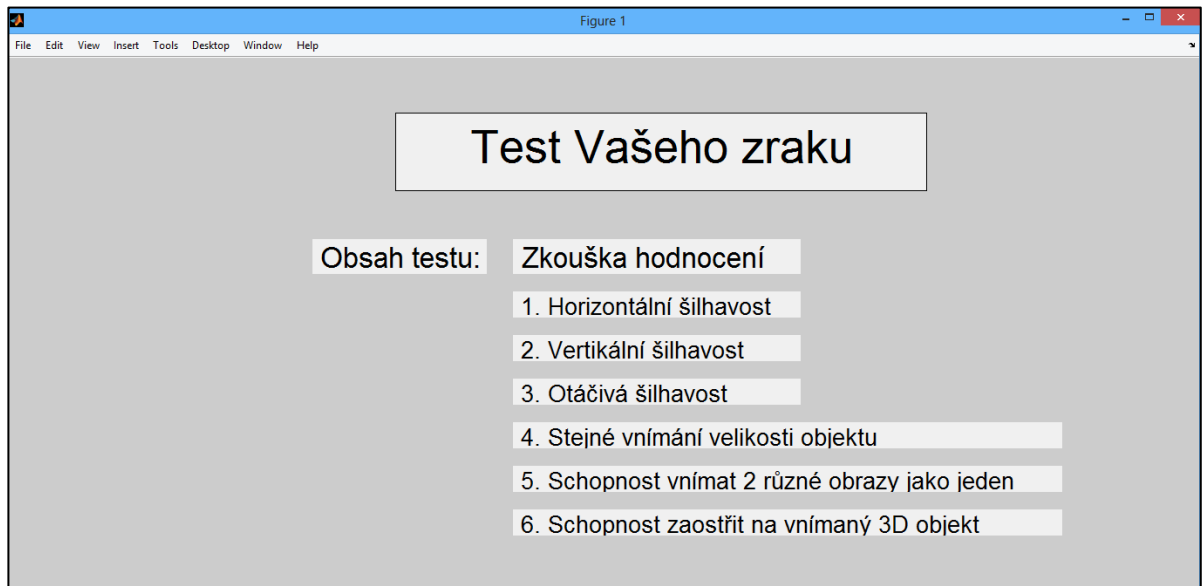 Figure 1
File Edit View Insert Tools Desktop Window Help
Test Vašeho zraku
Obsah testu: Zkouška hodnocení
1. Horizontální šilhavost
2. Vertikální šilhavost
3. Otáčivá šilhavost
4. Stejné vnímání velikosti objektu
5. Schopnost vnímat 2 různé obrazy jako jeden
6. Schopnost zaostřit na vnímaný 3D objekt